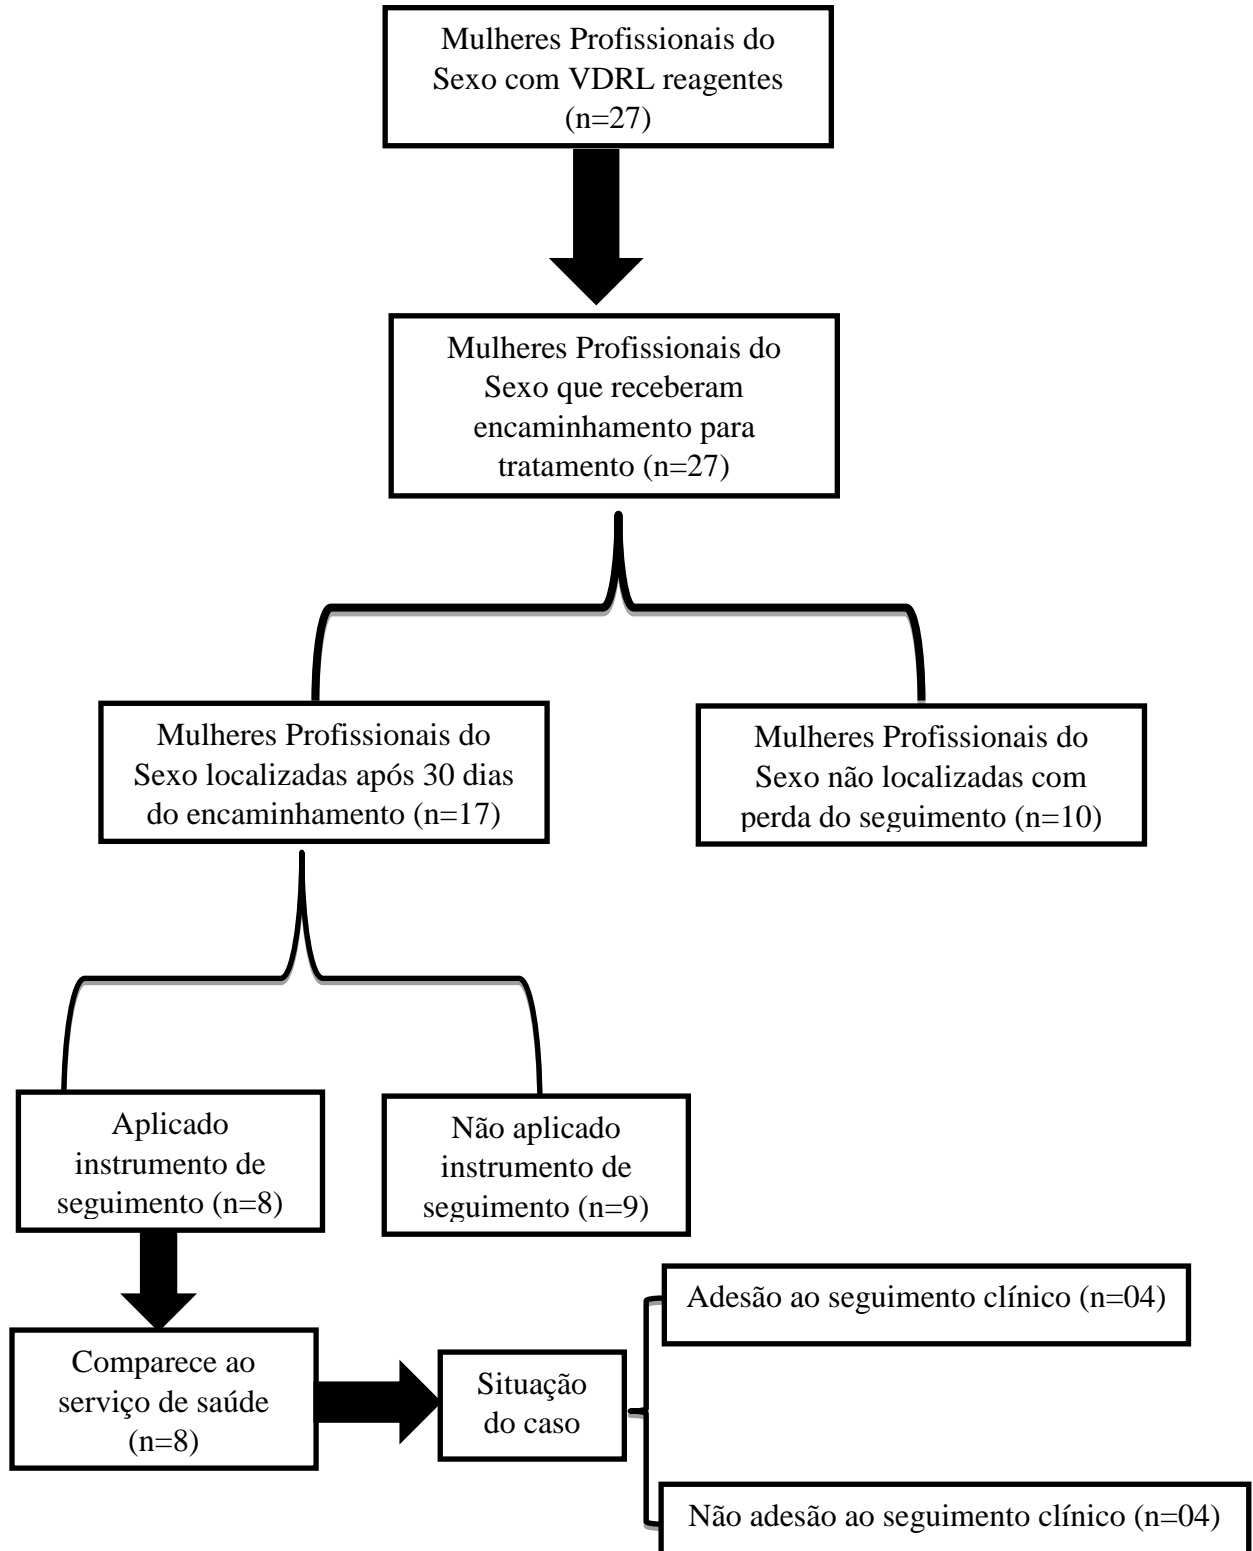 Mulheres Profissionais do
Sexo com VDRL reagentes
(n=27)
Mulheres Profissionais do
Sexo que receberam
encaminhamento para
tratamento (n=27)
Mulheres Profissionais do
Sexo localizadas após 30 dias
do encaminhamento (n=17)
Mulheres Profissionais do
Sexo não localizadas com
perda do seguimento (n=10)
Aplicado
instrumento de
seguimento (n=8)
Não aplicado
instrumento de
seguimento (n=9)
Comparece ao
serviço de saúde
(n=8)
Situação
do caso
Adesão ao seguimento clínico (n=04)
Não adesão ao seguimento clínico (n=04)